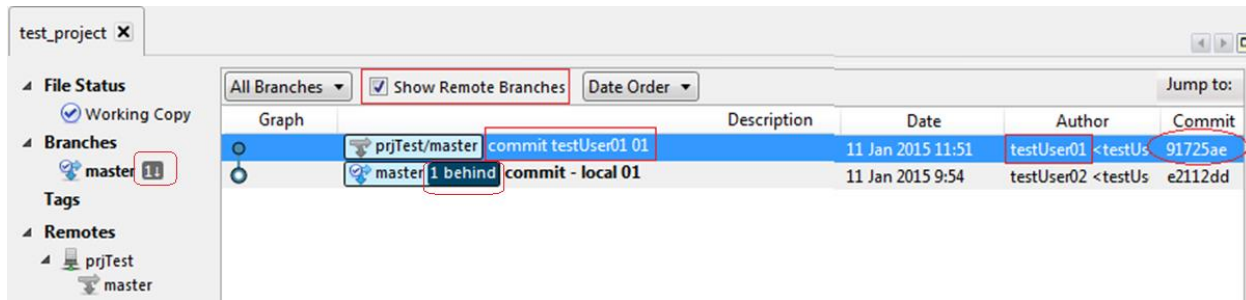 test_project
File Status
Working Copy
Branches
master 1↓
Tags
Remotes
prjTest
master
All Branches Show Remote Branches Date Order Jump to:
Graph Description Date Author Commit
prjTest/master commit testUser01 01 11 Jan 2015 11:51 testUser01 <testUs 91725ae
master 1 behind commit - local 01 11 Jan 2015 9:54 testUser02 <testUs e2112dd